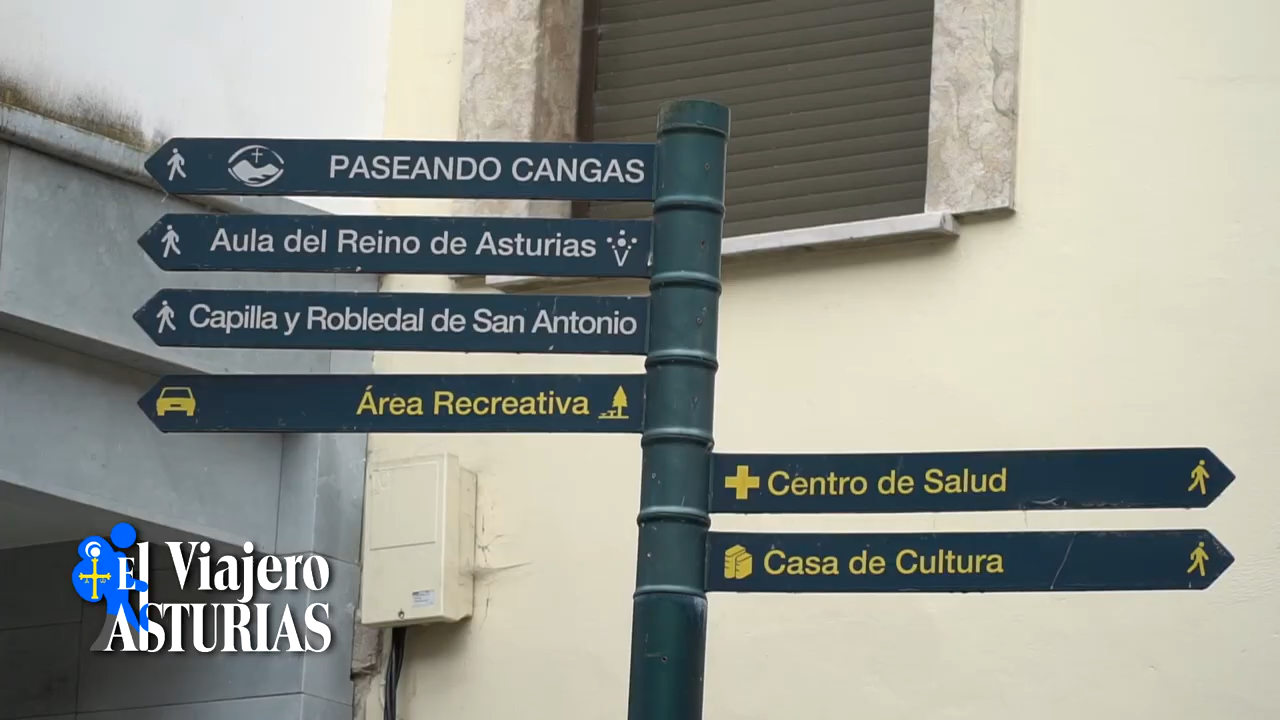 PASEANDO CANGAS
Aula del Reino de Asturias
Capilla y Robledal de San Antonio
Área Recreativa
Centro de Salud
Casa de Cultura
El Viajero
ASTURIAS